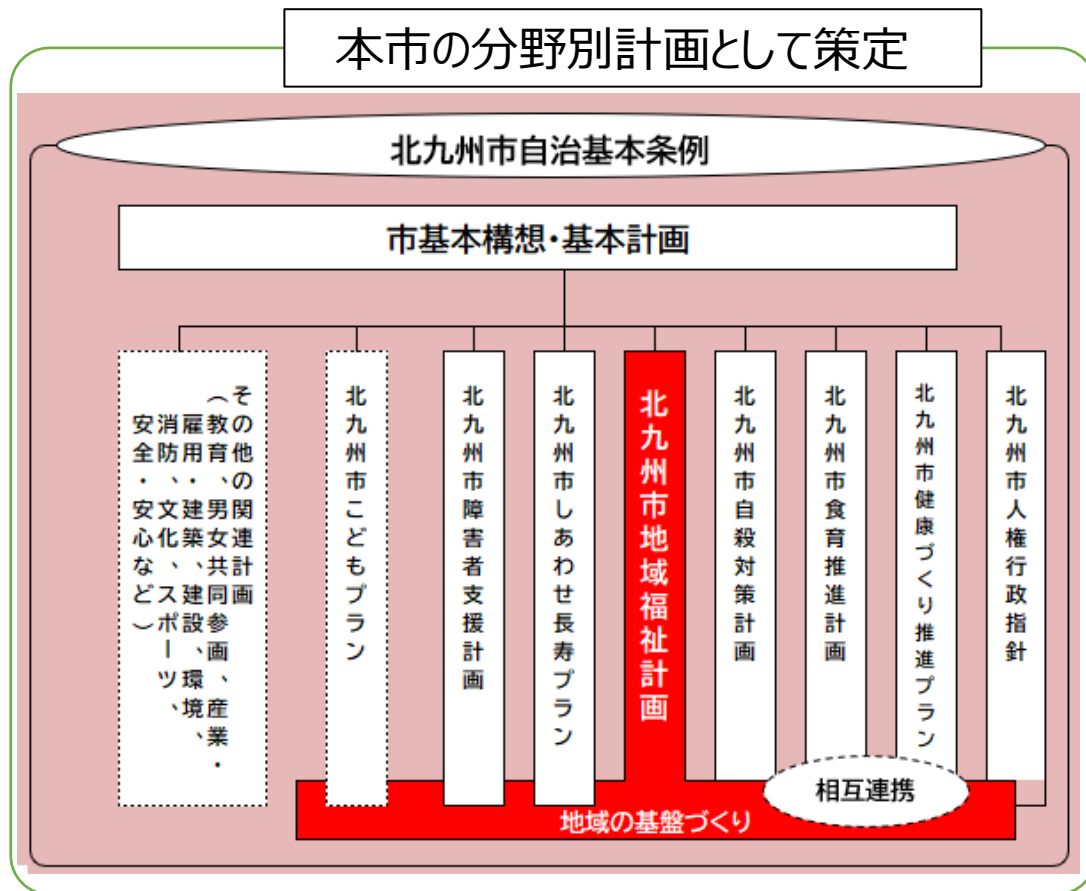 本市の分野別計画として策定
北九州市自治基本条例
市基本構想・基本計画
その他の関連計画
（教育、男女共同参画、産業・
雇用・建築、建設、環境、
消防、文化、スポーツ、
安全・安心など）
北九州市こどもプラン
北九州市障害者支援計画
北九州市しあわせ長寿プラン
北九州市地域福祉計画
北九州市自殺対策計画
北九州市食育推進計画
北九州市健康づくり推進プラン
北九州市人権行政指針
相互連携
地域の基盤づくり